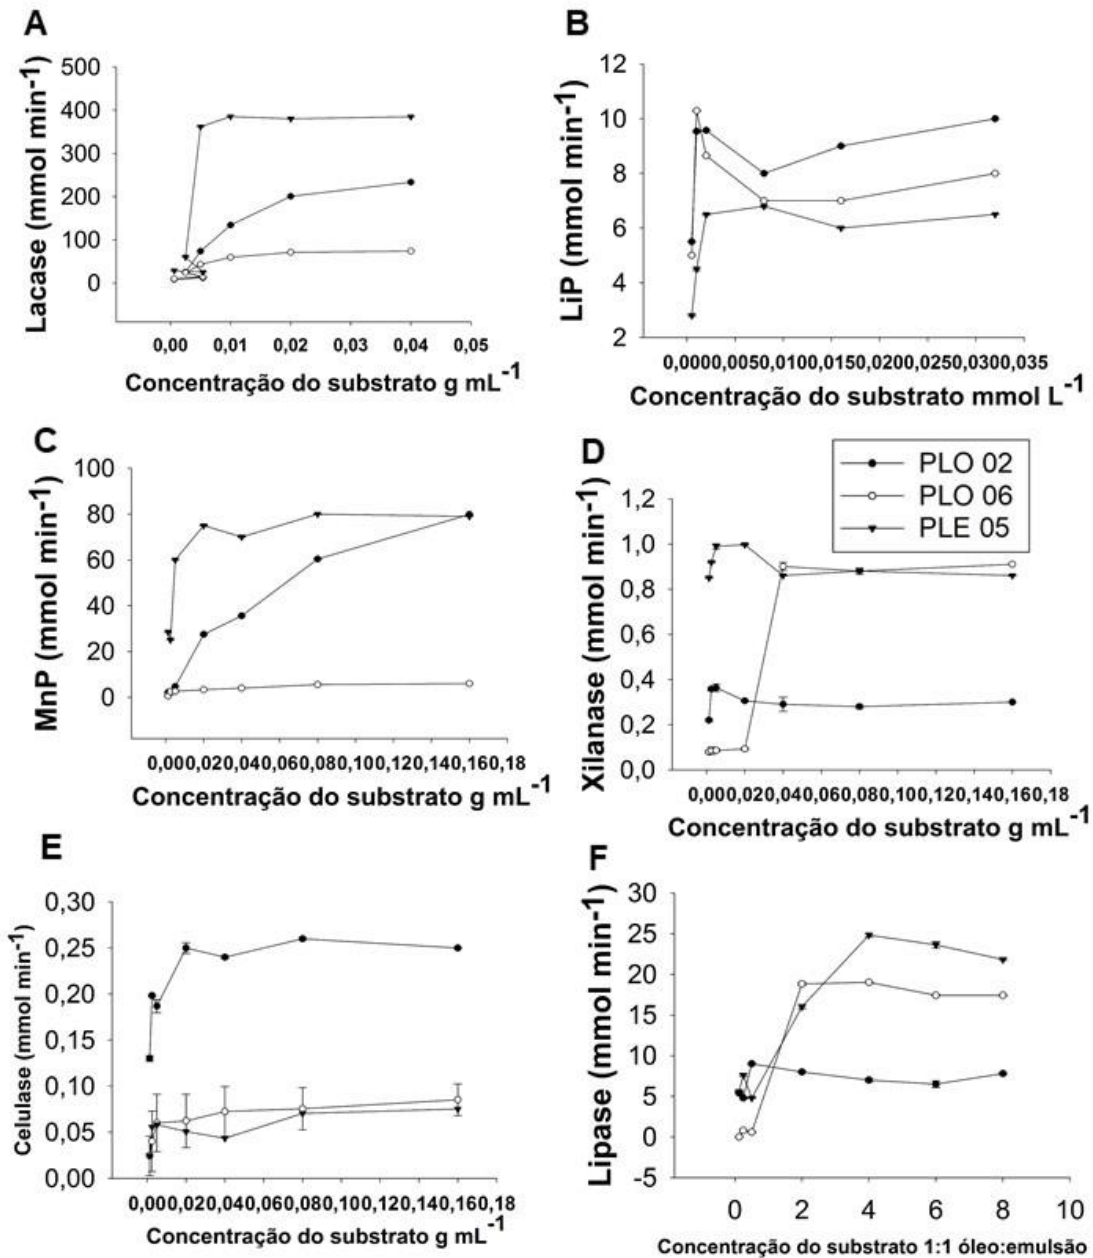 A
Lacase (mmol min-1)
500
400
300
200
100
0
0,00 0,01 0,02 0,03 0,04 0,05
Concentração do substrato g mL-1
B
LiP (mmol min-1)
12
10
8
6
4
2
0,0000,0050,0100,0150,0200,0250,0300,035
Concentração do substrato mmol L-1
C
MnP (mmol min-1)
100
80
60
40
20
0
0,000,020,040,060,080,100,120,140,160,18
Concentração do substrato g mL-1
D
PLO 02
PLO 06
PLE 05
Xilanase (mmol min-1)
1,2
1,0
0,8
0,6
0,4
0,2
0,0
0,000,020,040,060,080,100,120,140,160,18
Concentração do substrato g mL-1
E
Celulase (mmol min-1)
0,30
0,25
0,20
0,15
0,10
0,05
0,00
0,000,020,040,060,080,100,120,140,160,18
Concentração do substrato g mL-1
F
Lipase (mmol min-1)
30
25
20
15
10
5
0
-5
0 2 4 6 8 10
Concentração do substrato 1:1 óleo:emulsão